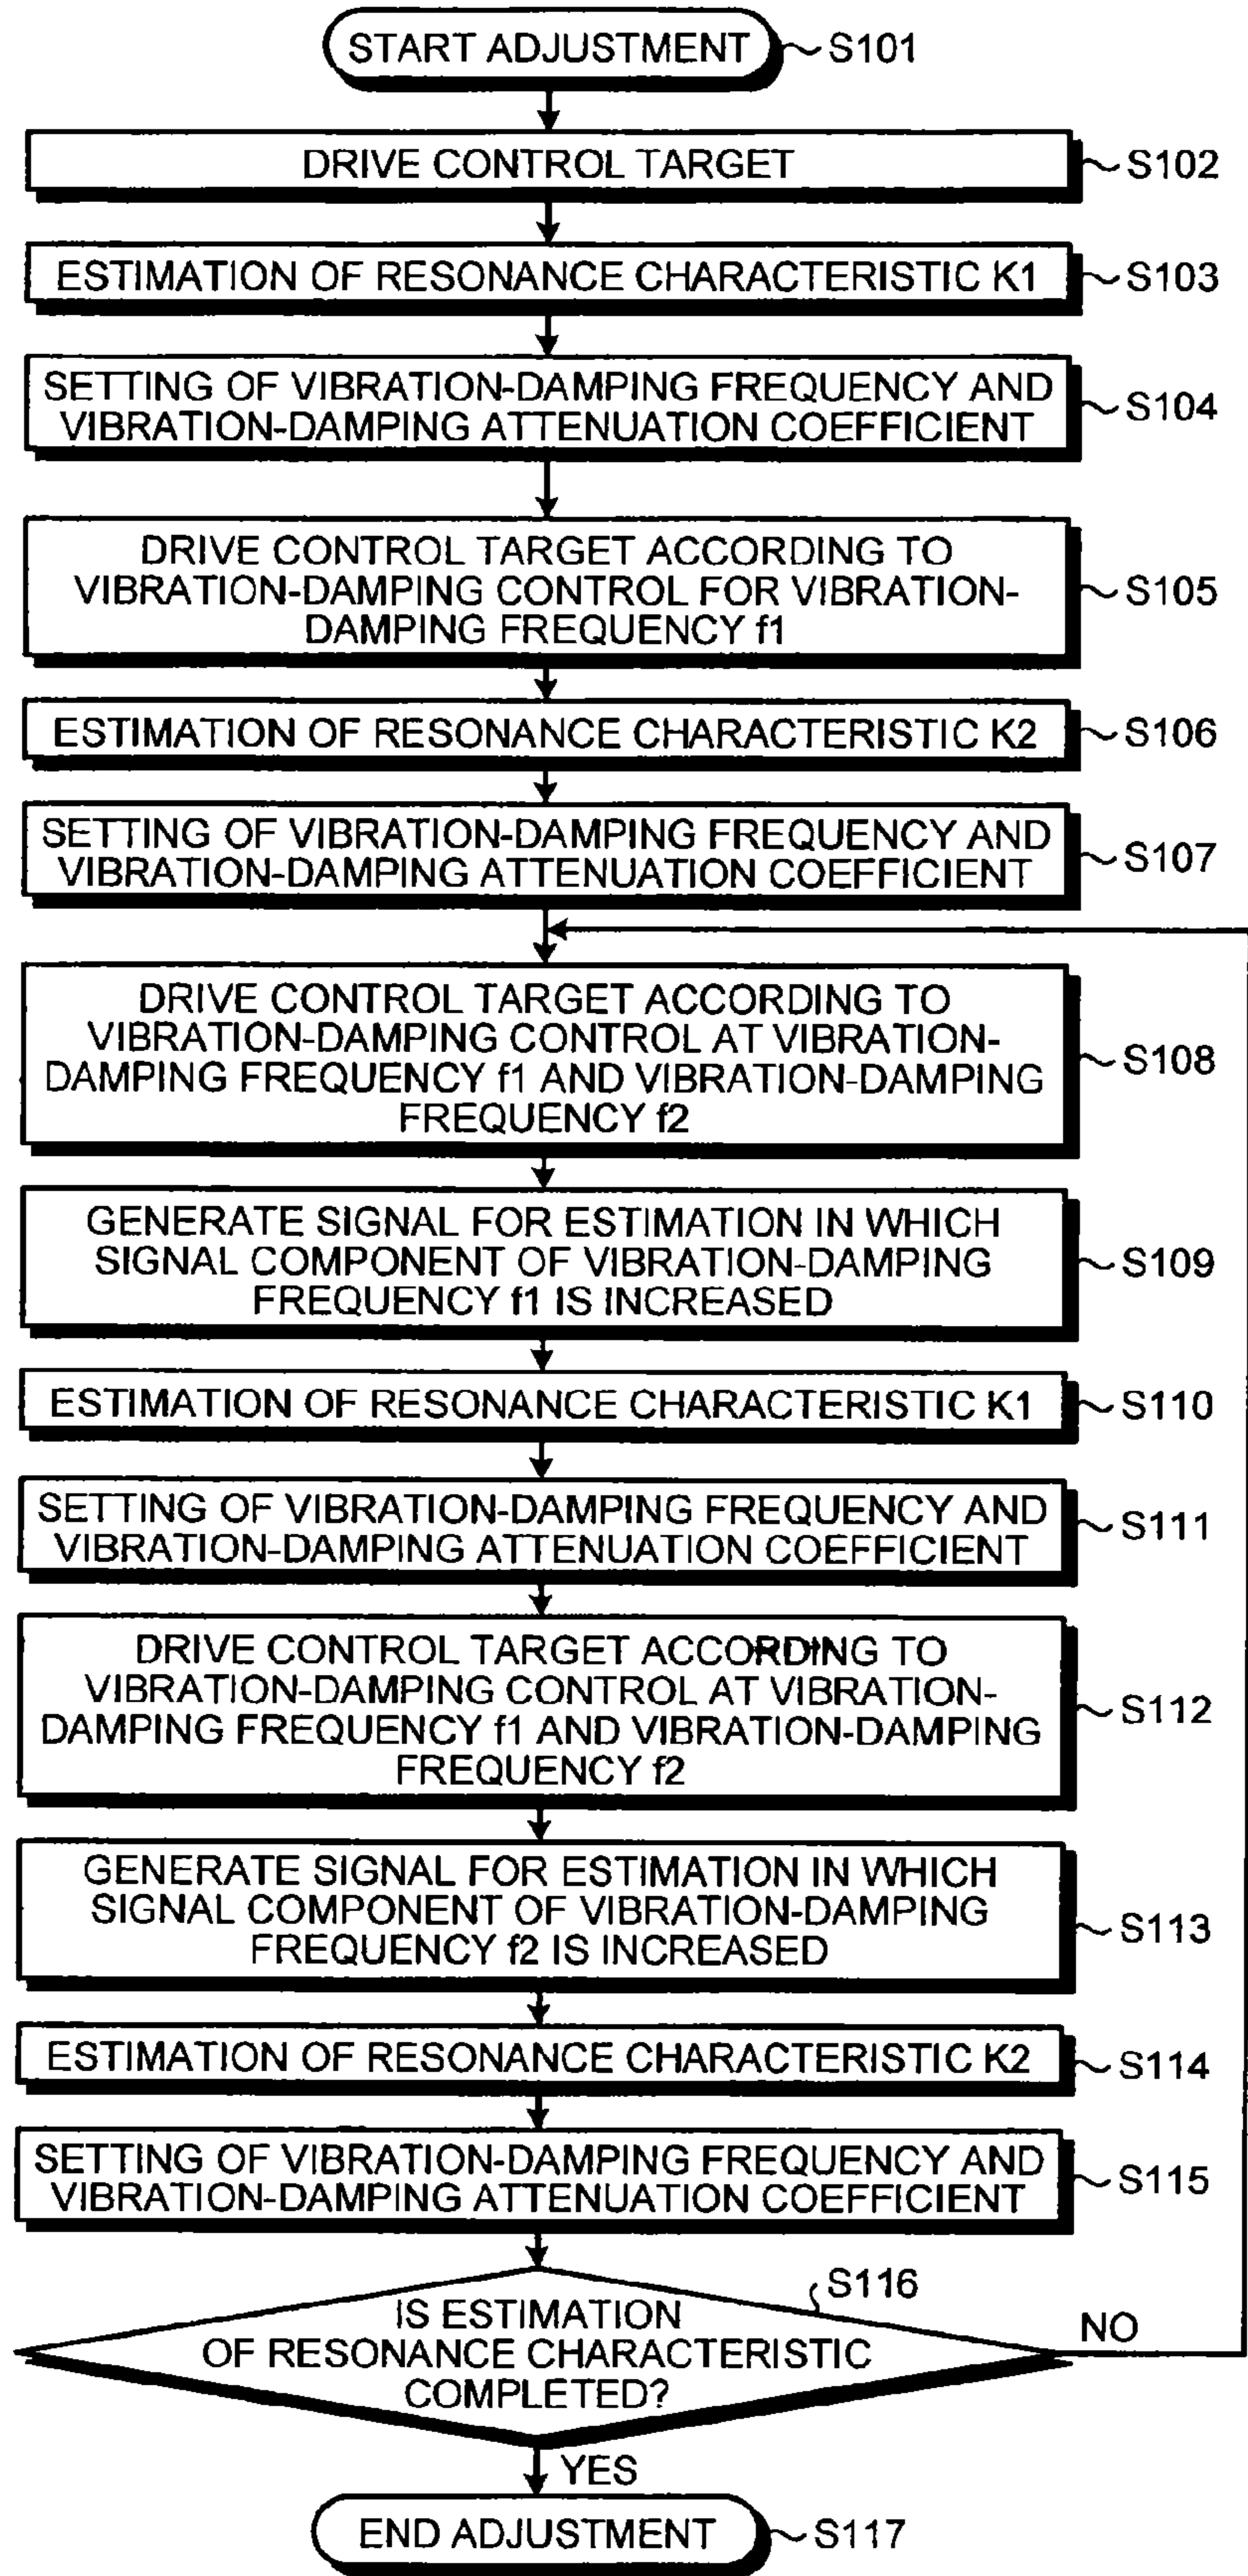 START ADJUSTMENT
S101
DRIVE CONTROL TARGET
S102
ESTIMATION OF RESONANCE CHARACTERISTIC K1
S103
SETTING OF VIBRATION-DAMPING FREQUENCY AND
VIBRATION-DAMPING ATTENUATION COEFFICIENT
S104
DRIVE CONTROL TARGET ACCORDING TO
VIBRATION-DAMPING CONTROL FOR VIBRATION-
DAMPING FREQUENCY f1
S105
ESTIMATION OF RESONANCE CHARACTERISTIC K2
S106
SETTING OF VIBRATION-DAMPING FREQUENCY AND
VIBRATION-DAMPING ATTENUATION COEFFICIENT
S107
DRIVE CONTROL TARGET ACCORDING TO
VIBRATION-DAMPING CONTROL AT VIBRATION-
DAMPING FREQUENCY f1 AND VIBRATION-DAMPING
FREQUENCY f2
S108
GENERATE SIGNAL FOR ESTIMATION IN WHICH
SIGNAL COMPONENT OF VIBRATION-DAMPING
FREQUENCY f1 IS INCREASED
S109
ESTIMATION OF RESONANCE CHARACTERISTIC K1
S110
SETTING OF VIBRATION-DAMPING FREQUENCY AND
VIBRATION-DAMPING ATTENUATION COEFFICIENT
S111
DRIVE CONTROL TARGET ACCORDING TO
VIBRATION-DAMPING CONTROL AT VIBRATION-
DAMPING FREQUENCY f1 AND VIBRATION-DAMPING
FREQUENCY f2
S112
GENERATE SIGNAL FOR ESTIMATION IN WHICH
SIGNAL COMPONENT OF VIBRATION-DAMPING
FREQUENCY f2 IS INCREASED
S113
ESTIMATION OF RESONANCE CHARACTERISTIC K2
S114
SETTING OF VIBRATION-DAMPING FREQUENCY AND
VIBRATION-DAMPING ATTENUATION COEFFICIENT
S115
S116
IS ESTIMATION
OF RESONANCE CHARACTERISTIC
COMPLETED?
NO
YES
END ADJUSTMENT
S117